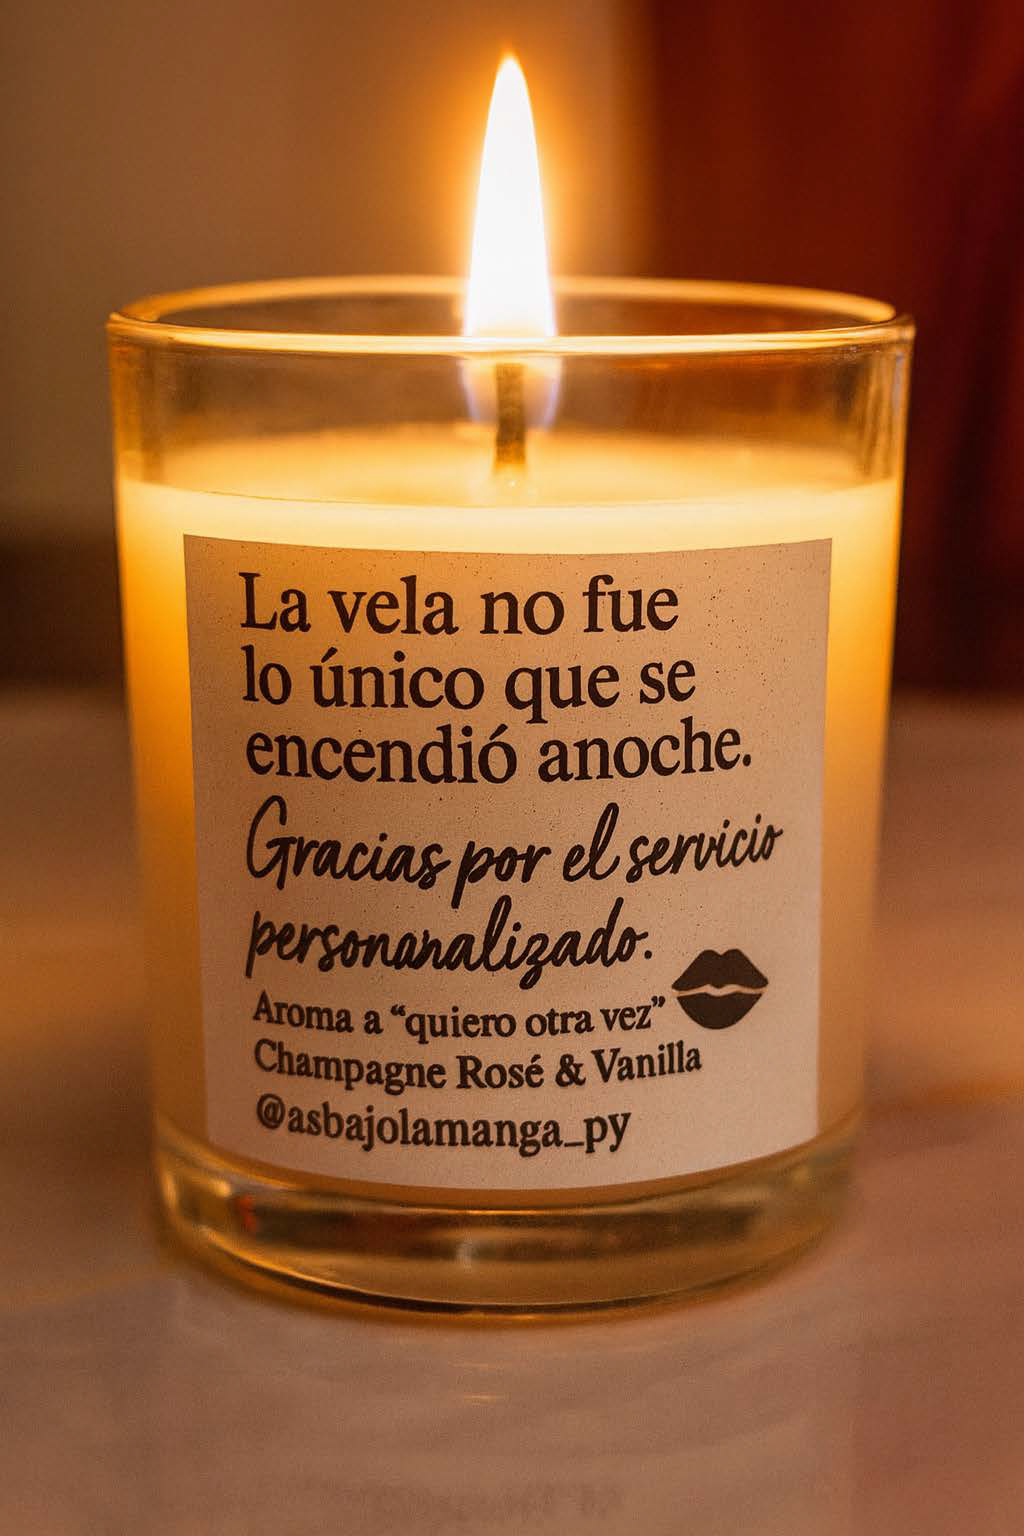 La vela no fue
lo único que se
encendió anoche.
Gracias por el servicio
personanalizado.
Aroma a “quiero otra vez”
Champagne Rosé & Vanilla
@asbajolamanga_py